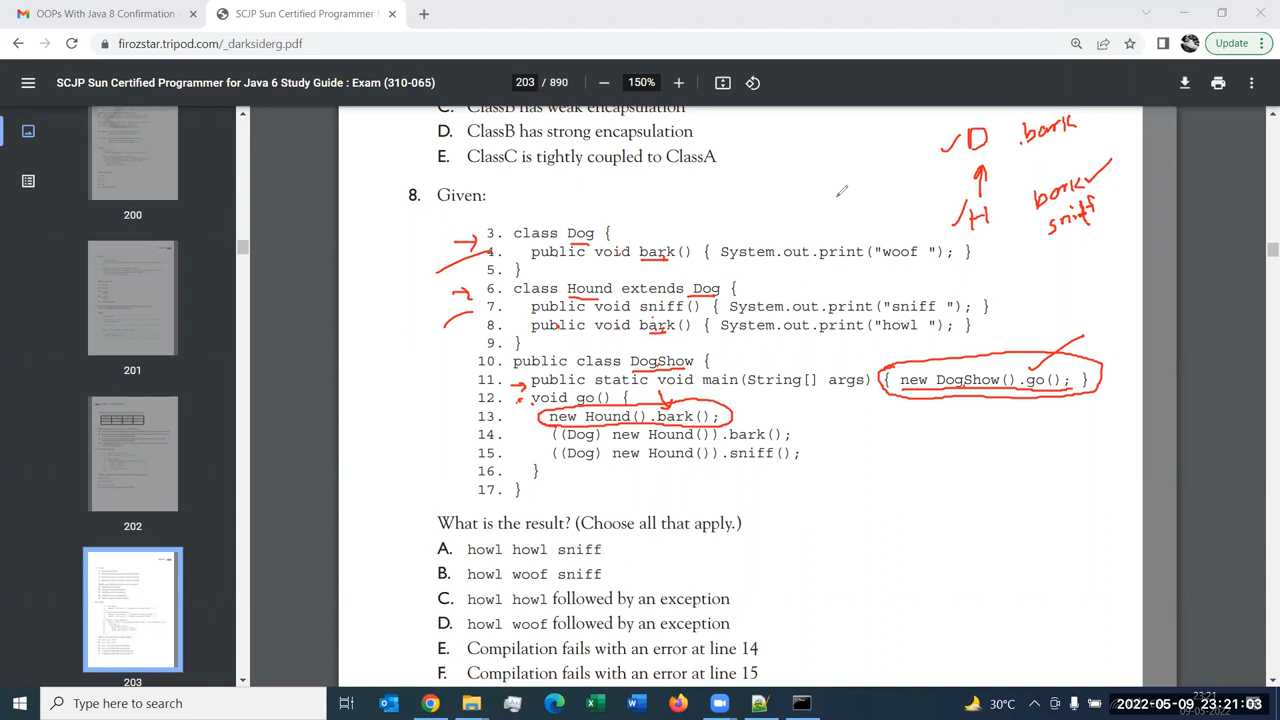 OOPs With Java 8 Confirmation -
SCJP Sun Certified Programmer f
firozstar.tripod.com/_darksiderg.pdf
Update
SCJP Sun Certified Programmer for Java 6 Study Guide : Exam (310-065)
203 / 890
150%
200
201
202
203
D. ClassB has strong encapsulation
E. ClassC is tightly coupled to ClassA
8. Given:
3. class Dog {
4. public void bark() { System.out.print("woof "); }
5. }
6. class Hound extends Dog {
7. public void sniff() { System.out.print("sniff "); }
8. public void bark() { System.out.print("howl "); }
9. }
10. public class DogShow {
11. public static void main(String[] args) { new DogShow().go(); }
12. void go() {
13. new Hound().bark();
14. ((Dog) new Hound()).bark();
15. ((Dog) new Hound()).sniff();
16. }
17. }
What is the result? (Choose all that apply.)
A. howl howl sniff
B. howl woof sniff
C. howl howl followed by an exception
D. howl woof followed by an exception
E. Compilation fails with an error at line 14
F. Compilation fails with an error at line 15
D .bark
H bark
sniff
Type here to search
30°C
23:21
2022-05-09 23:21:03